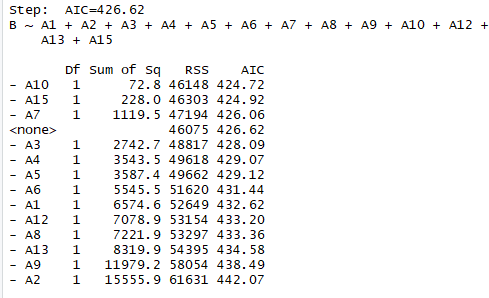 Step:  AIC=426.62
B ~ A1 + A2 + A3 + A4 + A5 + A6 + A7 + A8 + A9 + A10 + A12 +
    A13 + A15
       Df Sum of Sq   RSS    AIC
- A10   1      72.8 46148 424.72
- A15   1     228.0 46303 424.92
- A7    1    1119.5 47194 426.06
<none>              46075 426.62
- A3    1    2742.7 48817 428.09
- A4    1    3543.5 49618 429.07
- A5    1    3587.4 49662 429.12
- A6    1    5545.5 51620 431.44
- A1    1    6574.6 52649 432.62
- A12   1    7078.9 53154 433.20
- A8    1    7221.9 53297 433.36
- A13   1    8319.9 54395 434.58
- A9    1   11979.2 58054 438.49
- A2    1   15555.9 61631 442.07